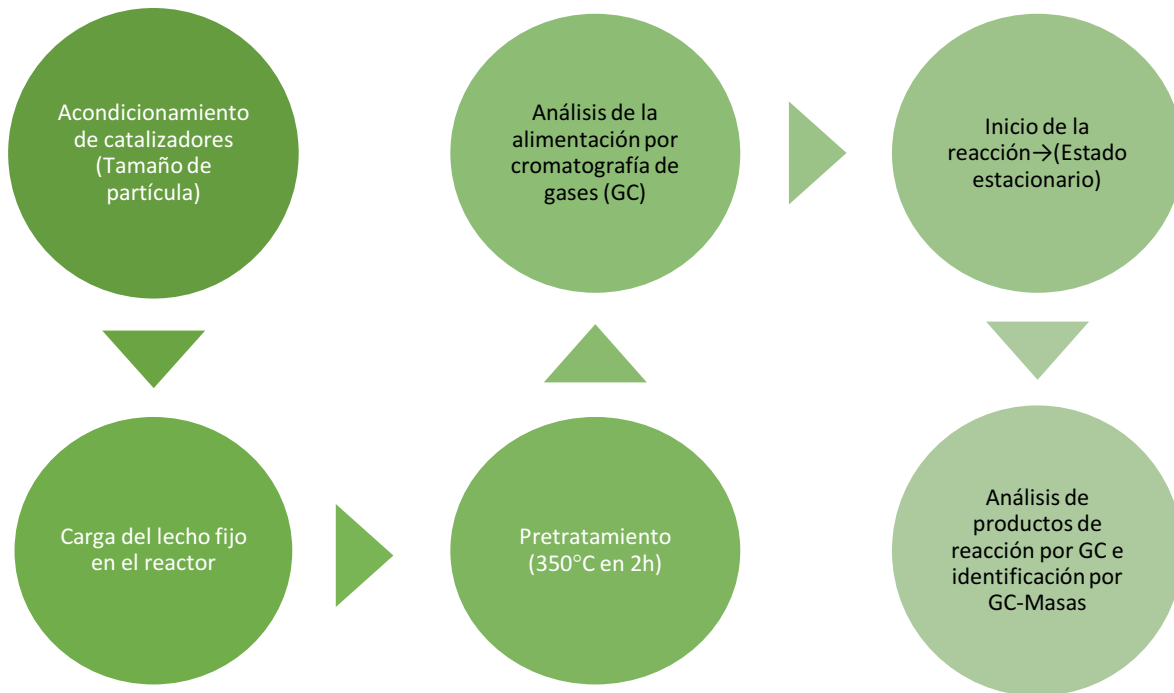 Acondicionamiento
de catalizadores
(Tamaño de
partícula)
Carga del lecho fijo
en el reactor
Pretratamiento
(350°C en 2h)
Análisis de la
alimentación por
cromatografía de
gases (GC)
Inicio de la
reacción→(Estado
estacionario)
Análisis de
productos de
reacción por GC e
identificación por
GC-Masas